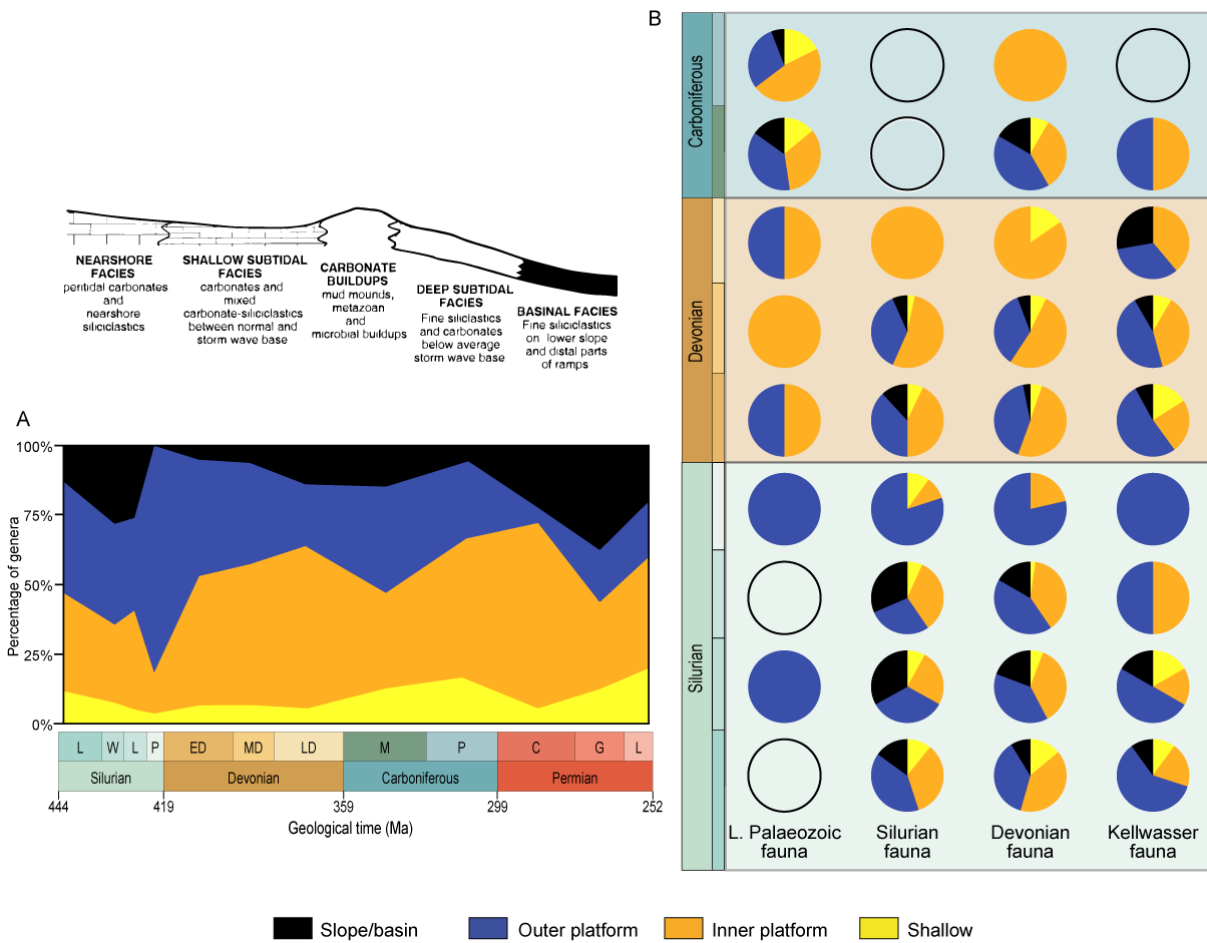 B
NEARSHORE
FACIES
peritidal carbonates
and
nearshore
siliciclastics
SHALLOW SUBTIDAL
FACIES
carbonates and
mixed
carbonate-siliciclastics
between normal and
storm wave base
CARBONATE
BUILDUPS
mud mounds,
metazoan
and
microbial buildups
DEEP SUBTIDAL
FACIES
Fine siliciclastics
and carbonates
below average
storm wave base
BASINAL FACIES
Fine siliciclastics
on lower slope
and distal parts
of ramps
A
Percentage of genera
100%
75%
50%
25%
0%
L W L P ED MD LD M P C G L
Silurian Devonian Carboniferous Permian
444 419 359 299 252
Geological time (Ma)
Carboniferous
Devonian
Silurian
L. Palaeozoic
fauna
Silurian
fauna
Devonian
fauna
Kellwasser
fauna
Slope/basin Outer platform Inner platform Shallow